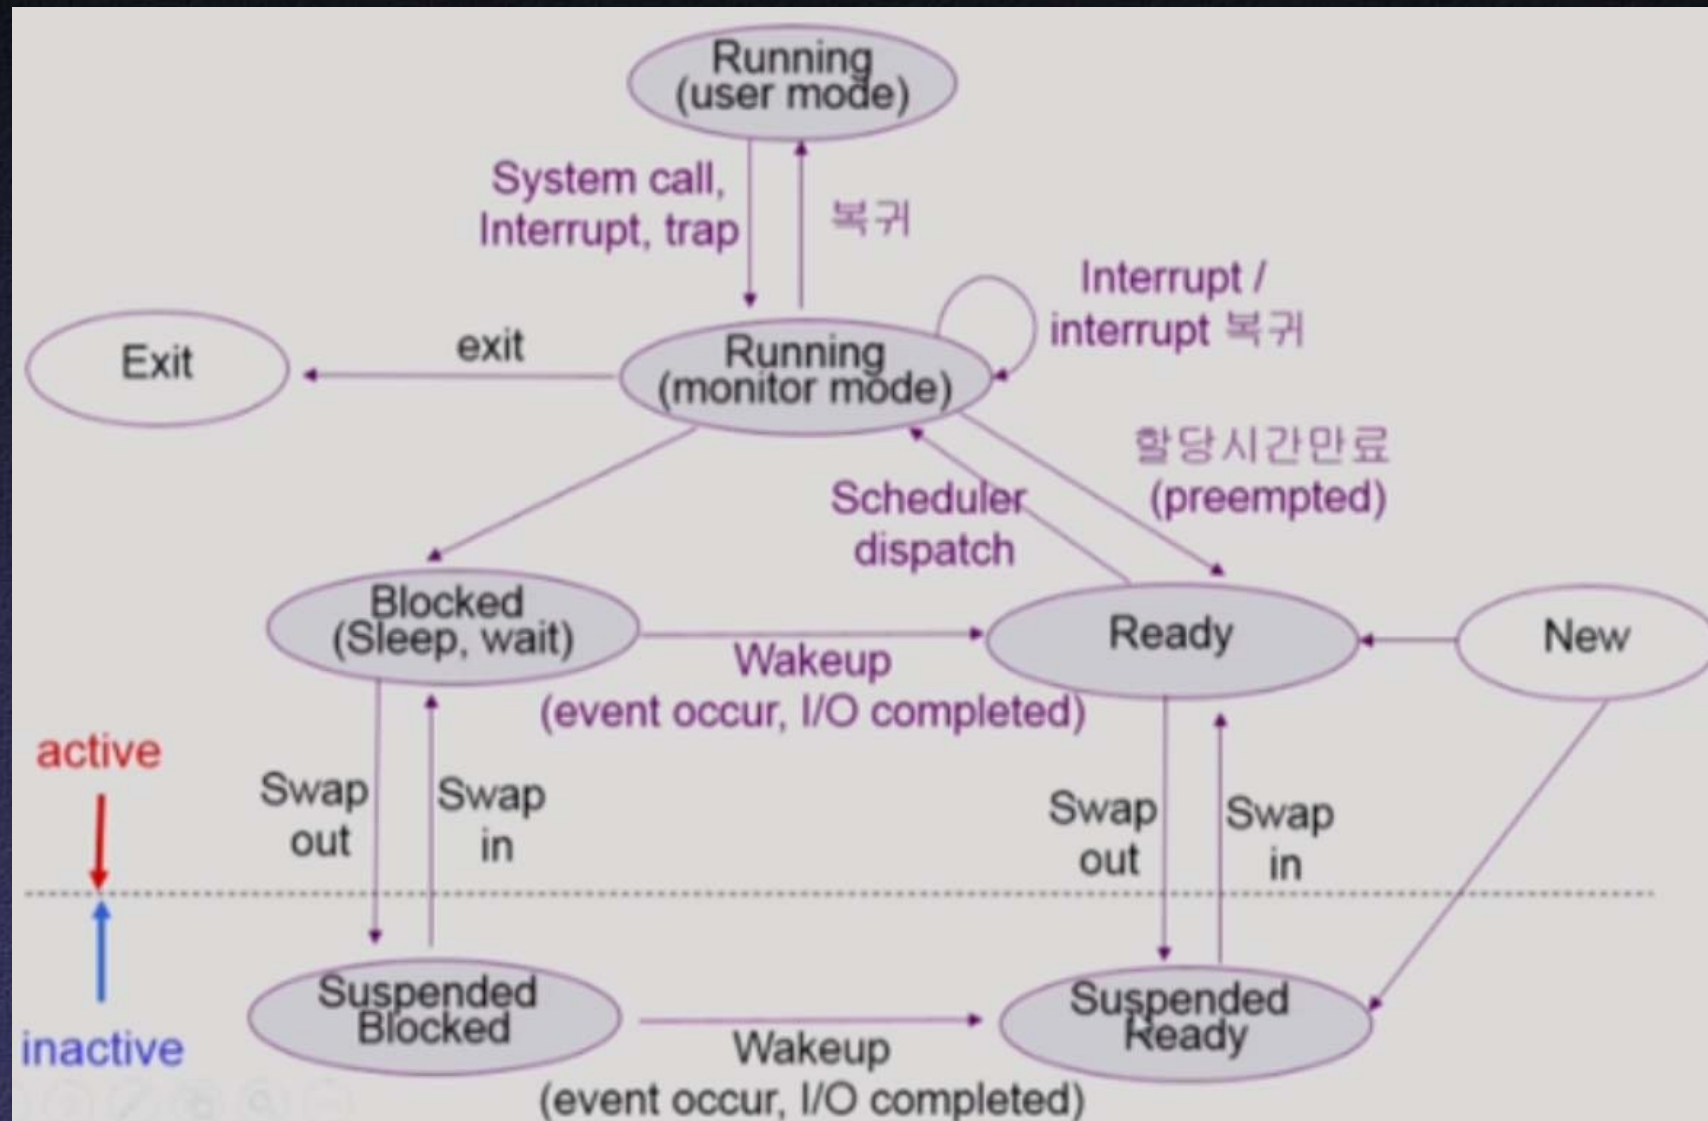 Running
(user mode)
System call,
Interrupt, trap
복귀
Interrupt /
interrupt 복귀
Exit
exit
Running
(monitor mode)
할당시간만료
(preempted)
Scheduler
dispatch
Blocked
(Sleep, wait)
Ready
New
Wakeup
(event occur, I/O completed)
active
Swap
out
Swap
in
Swap
out
Swap
in
inactive
Suspended
Blocked
Suspended
Ready
Wakeup
(event occur, I/O completed)